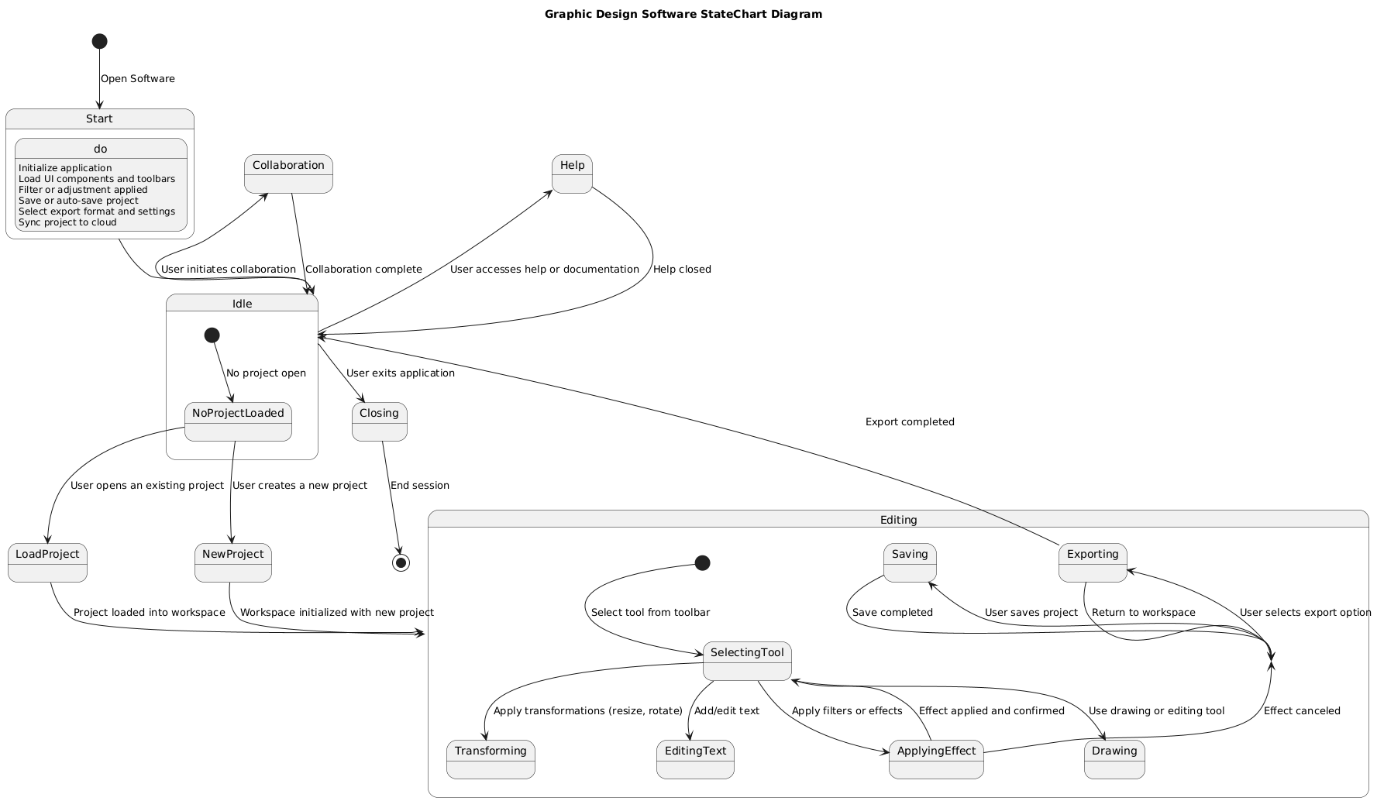 Graphic Design Software StateChart Diagram
Open Software
Start
do
Initialize application
Load UI components and toolbars
Filter or adjustment applied
Save or auto-save project
Select export format and settings
Sync project to cloud
Collaboration
Help
User initiates collaboration
Collaboration complete
User accesses help or documentation
Help closed
Idle
No project open
User exits application
NoProjectLoaded
Closing
Export completed
User opens an existing project
User creates a new project
End session
Editing
LoadProject
NewProject
Saving
Exporting
Project loaded into workspace
Workspace initialized with new project
Select tool from toolbar
Save completed
User saves project
Return to workspace
User selects export option
SelectingTool
Apply transformations (resize, rotate)
Add/edit text
Apply filters or effects
Effect applied and confirmed
Use drawing or editing tool
Effect canceled
Transforming
EditingText
ApplyingEffect
Drawing